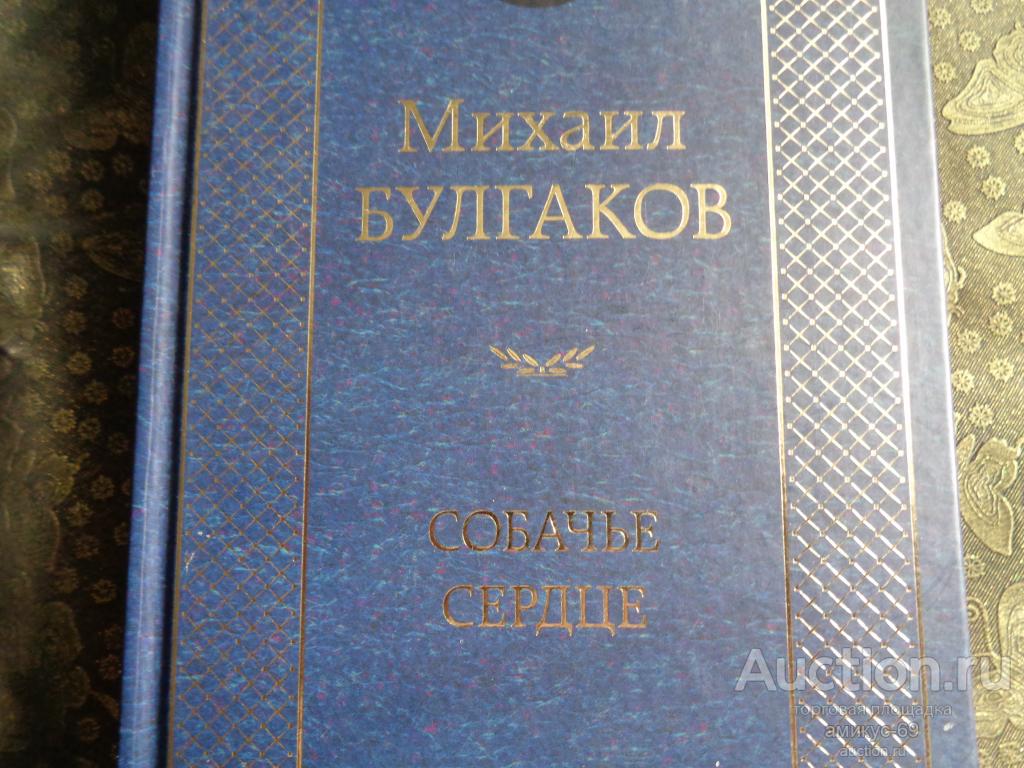 Михаил
БУЛГАКОВ
СОБАЧЬЕ
СЕРДЦЕ
Auction.ru
торговая площадка
амикус-69
auction.ru